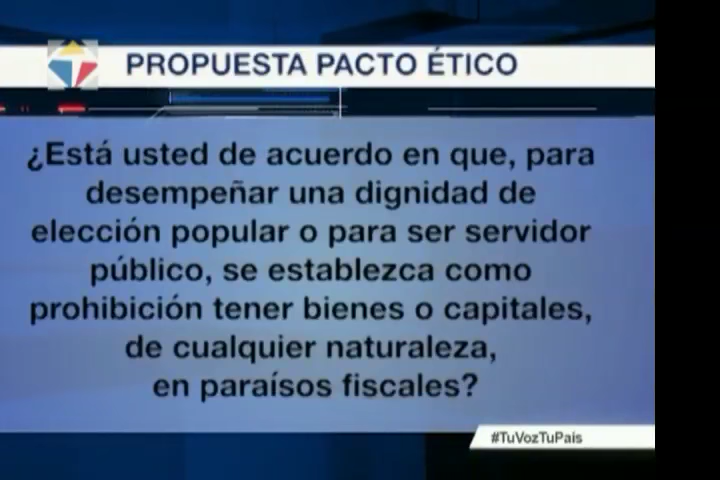 PROPUESTA PACTO ÉTICO
¿Está usted de acuerdo en que, para
desempeñar una dignidad de
elección popular o para ser servidor
público, se establezca como
prohibición tener bienes o capitales,
de cualquier naturaleza,
en paraísos fiscales?
#TuVozTuPaís